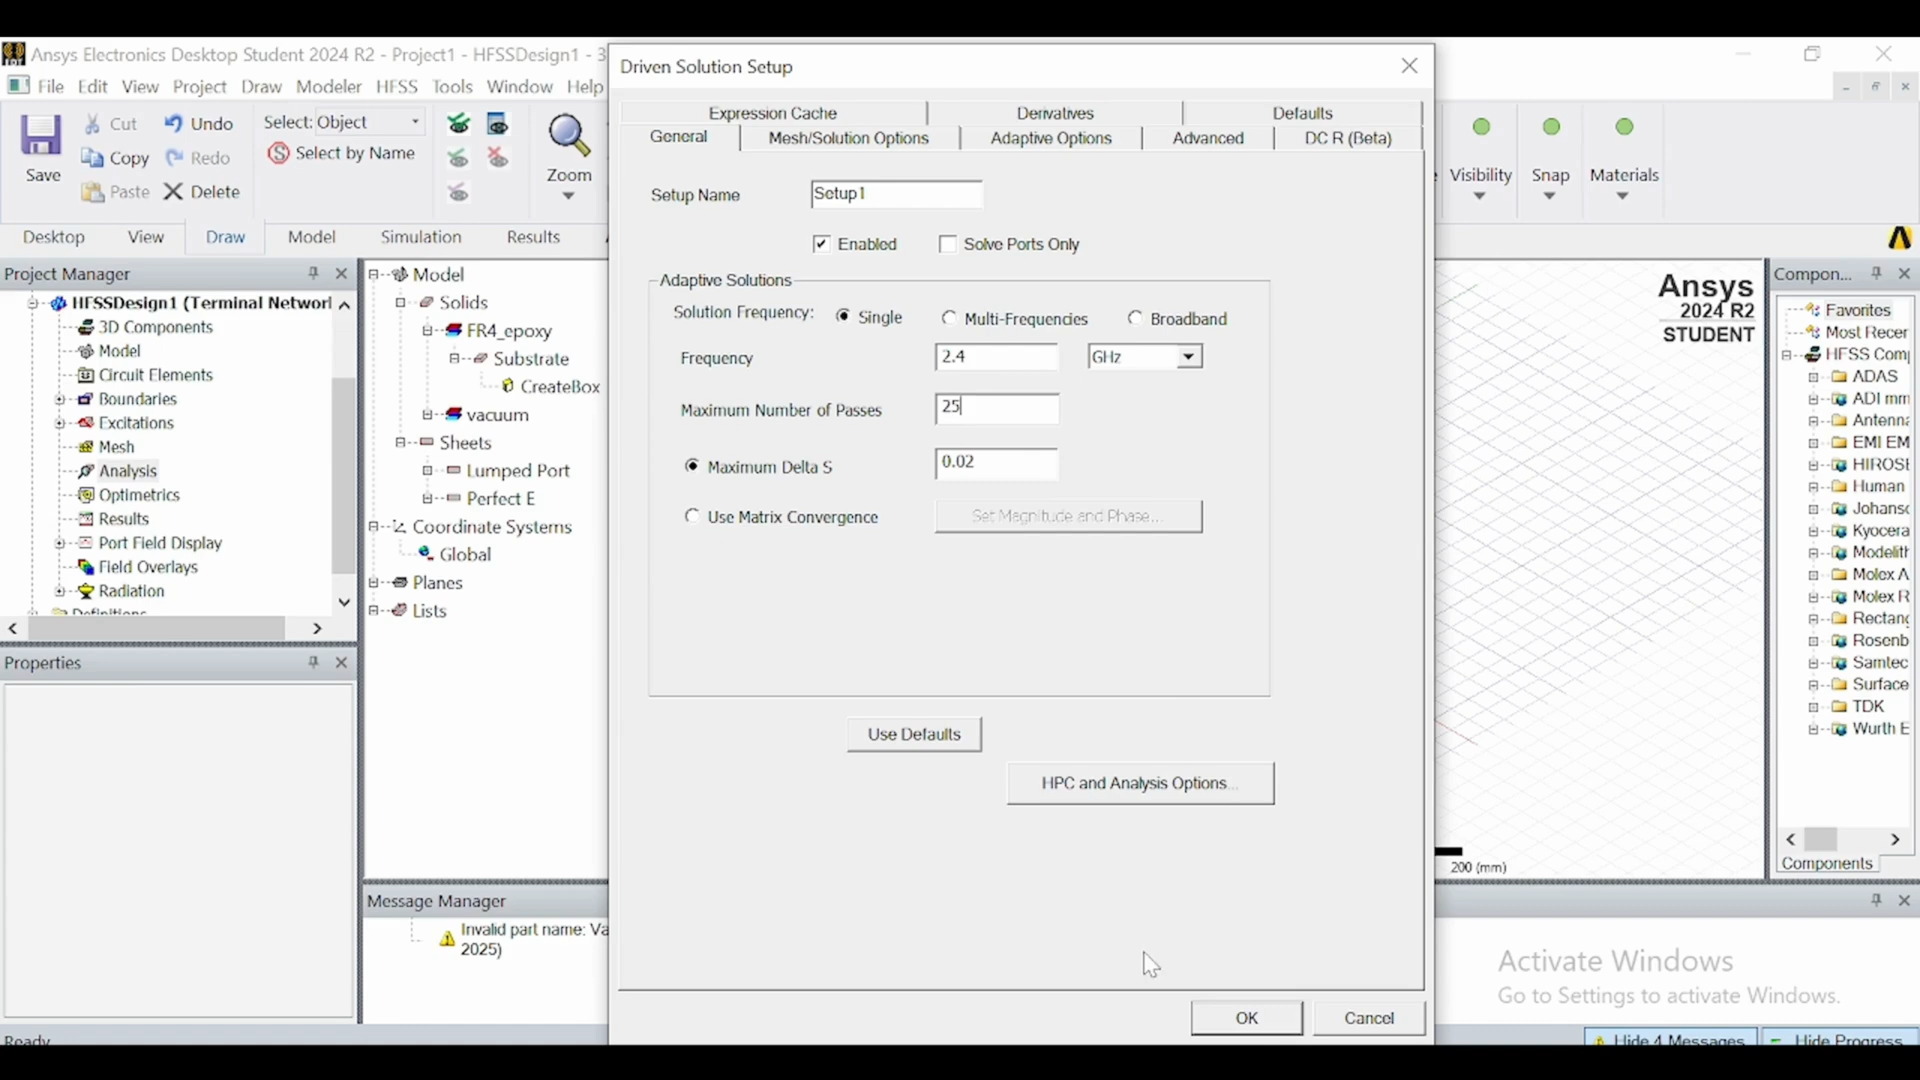 Ansys Electronics Desktop Student 2024 R2 - Project1 - HFSSDesign1 - 3
File Edit View Project Draw Modeler HFSS Tools Window Help
Save
Cut
Copy
Paste
Undo
Redo
Delete
Select: Object
Select by Name
Zoom
Desktop View Draw Model Simulation Results
Visibility Snap Materials
Project Manager
HFSSDesign1 (Terminal Networ
3D Components
Model
Circuit Elements
Boundaries
Excitations
Mesh
Analysis
Optimetrics
Results
Port Field Display
Field Overlays
Radiation
Definitions
Properties
Ready
Model
Solids
FR4_epoxy
Substrate
CreateBox
vacuum
Sheets
Lumped Port
Perfect E
Coordinate Systems
Global
Planes
Lists
Message Manager
Invalid part name: Va
2025)
Driven Solution Setup
Expression Cache Derivatives Defaults
General Mesh/Solution Options Adaptive Options Advanced DC R (Beta)
Setup Name Setup1
Enabled Solve Ports Only
Adaptive Solutions
Solution Frequency: Single Multi-Frequencies Broadband
Frequency 2.4 GHz
Maximum Number of Passes 25
Maximum Delta S 0.02
Use Matrix Convergence Set Magnitude and Phase...
Use Defaults
HPC and Analysis Options...
OK Cancel
Ansys
2024 R2
STUDENT
200 (mm)
Compon...
Favorites
Most Recen
HFSS Comp
ADAS
ADI mm
Antenna
EMI EM
HIROSE
Human
Johanso
Kyocera
Modelith
Molex A
Molex R
Rectang
Rosenb
Samtec
Surface
TDK
Wurth E
Components
Activate Windows
Go to Settings to activate Windows.
Hide 4 Messages Hide Progress